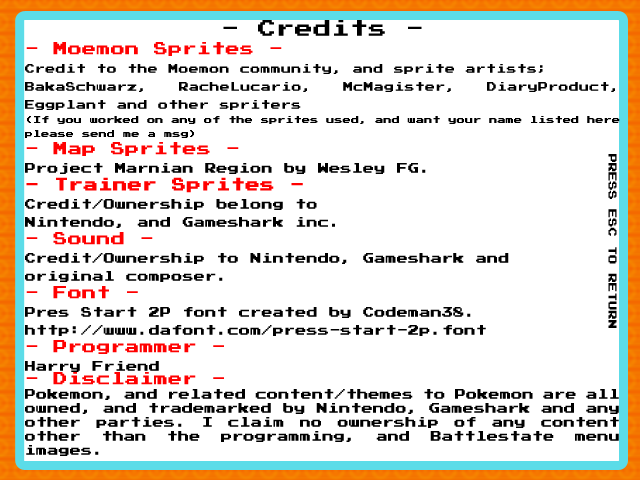 - Credits -
- Moemon Sprites -
Credit to the Moemon community, and sprite artists;
BakaSchwarz, RacheLucario, McMagister, DiaryProduct,
Eggplant and other spriters
(If you worked on any of the sprites used, and want your name listed here
please send me a msg)
- Map Sprites -
Project Marnian Region by Wesley FG.
- Trainer Sprites -
Credit/Ownership belong to
Nintendo, and Gameshark inc.
- Sound -
Credit/Ownership to Nintendo, Gameshark and
original composer.
- Font -
Pres Start 2P font created by Codeman38.
http://www.dafont.com/press-start-2p.font
- Programmer -
Harry Friend
- Disclaimer -
Pokemon, and related content/themes to Pokemon are all
owned, and trademarked by Nintendo, Gameshark and any
other parties. I claim no ownership of any content
other than the programming, and Battlestate menu
images.
PRESS ESC TO RETURN